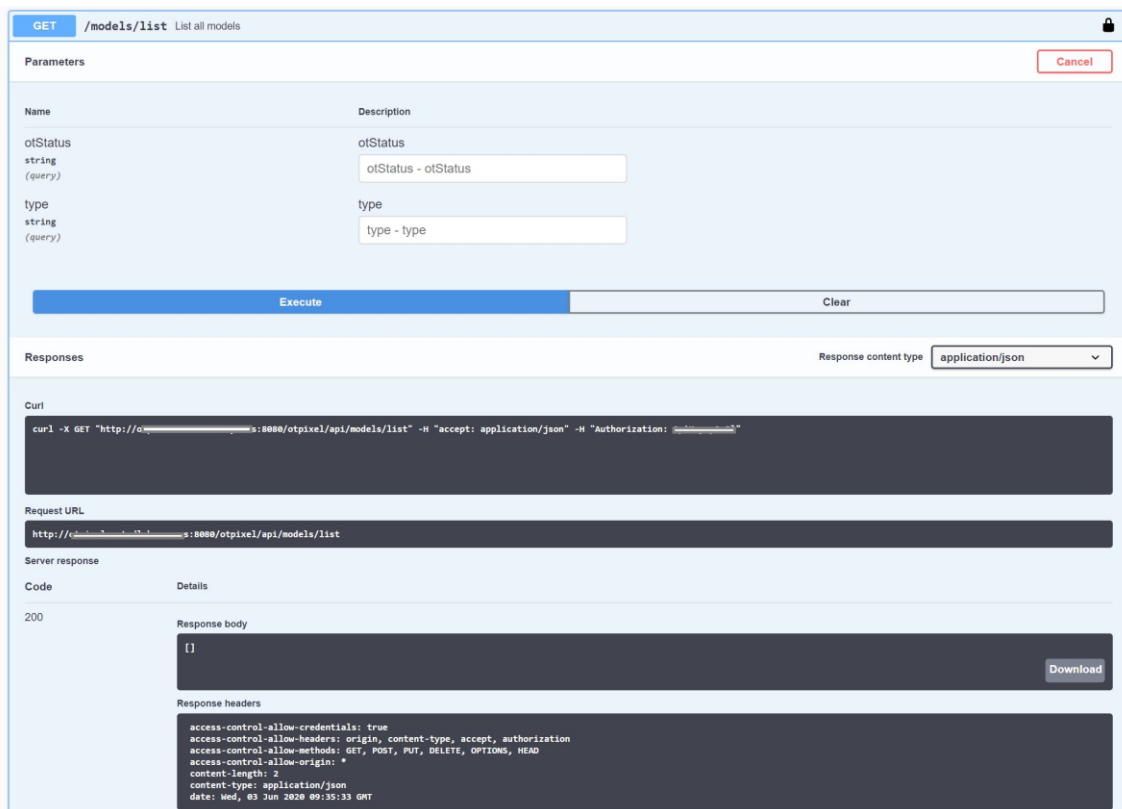 GET /models/list List all models
Parameters
Cancel
Name Description
otStatus otStatus
string
(query)
otStatus - otStatus
type type
string
(query)
type - type
Execute Clear
Responses Response content type application/json
Curl
curl -X GET "http:// s:8080/otpixel/api/models/list" -H "accept: application/json" -H "Authorization: "
Request URL
http:// s:8080/otpixel/api/models/list
Server response
Code Details
200
Response body
[]
Download
Response headers
access-control-allow-credentials: true
access-control-allow-headers: origin, content-type, accept, authorization
access-control-allow-methods: GET, POST, PUT, DELETE, OPTIONS, HEAD
access-control-allow-origin: *
content-length: 2
content-type: application/json
date: Wed, 03 Jun 2020 09:35:33 GMT